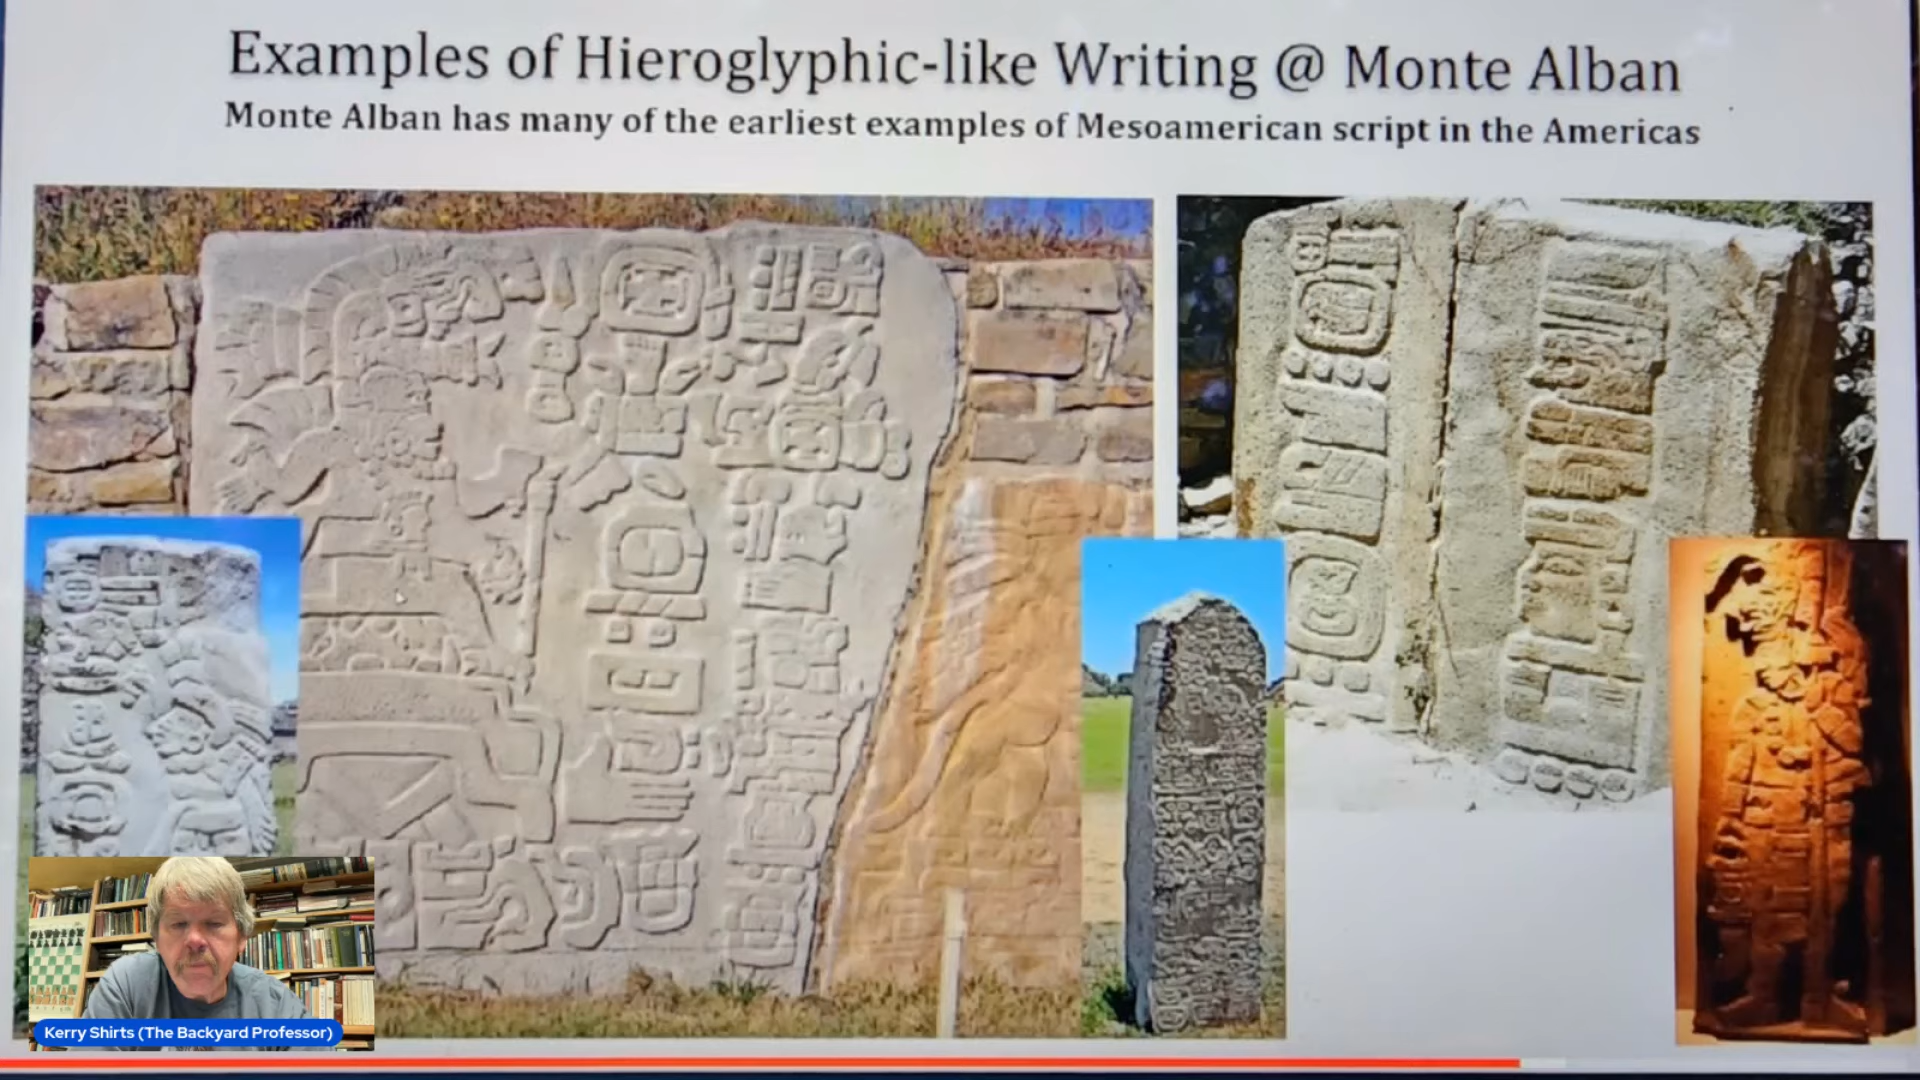 Examples of Hieroglyphic-like Writing @ Monte Alban
Monte Alban has many of the earliest examples of Mesoamerican script in the Americas
Kerry Shirts (The Backyard Professor)